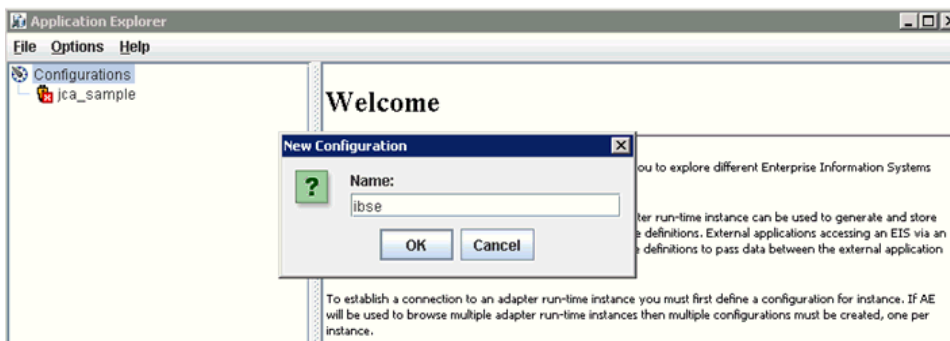 Application Explorer
File Options Help
Configurations
jca_sample
Welcome
New Configuration
Name:
ibse
OK Cancel
ou to explore different Enterprise Information Systems
ter run-time instance can be used to generate and store
e definitions. External applications accessing an EIS via an
definitions to pass data between the external application
To establish a connection to an adapter run-time instance you must first define a configuration for instance. If AE
will be used to browse multiple adapter run-time instances then multiple configurations must be created, one per
instance.